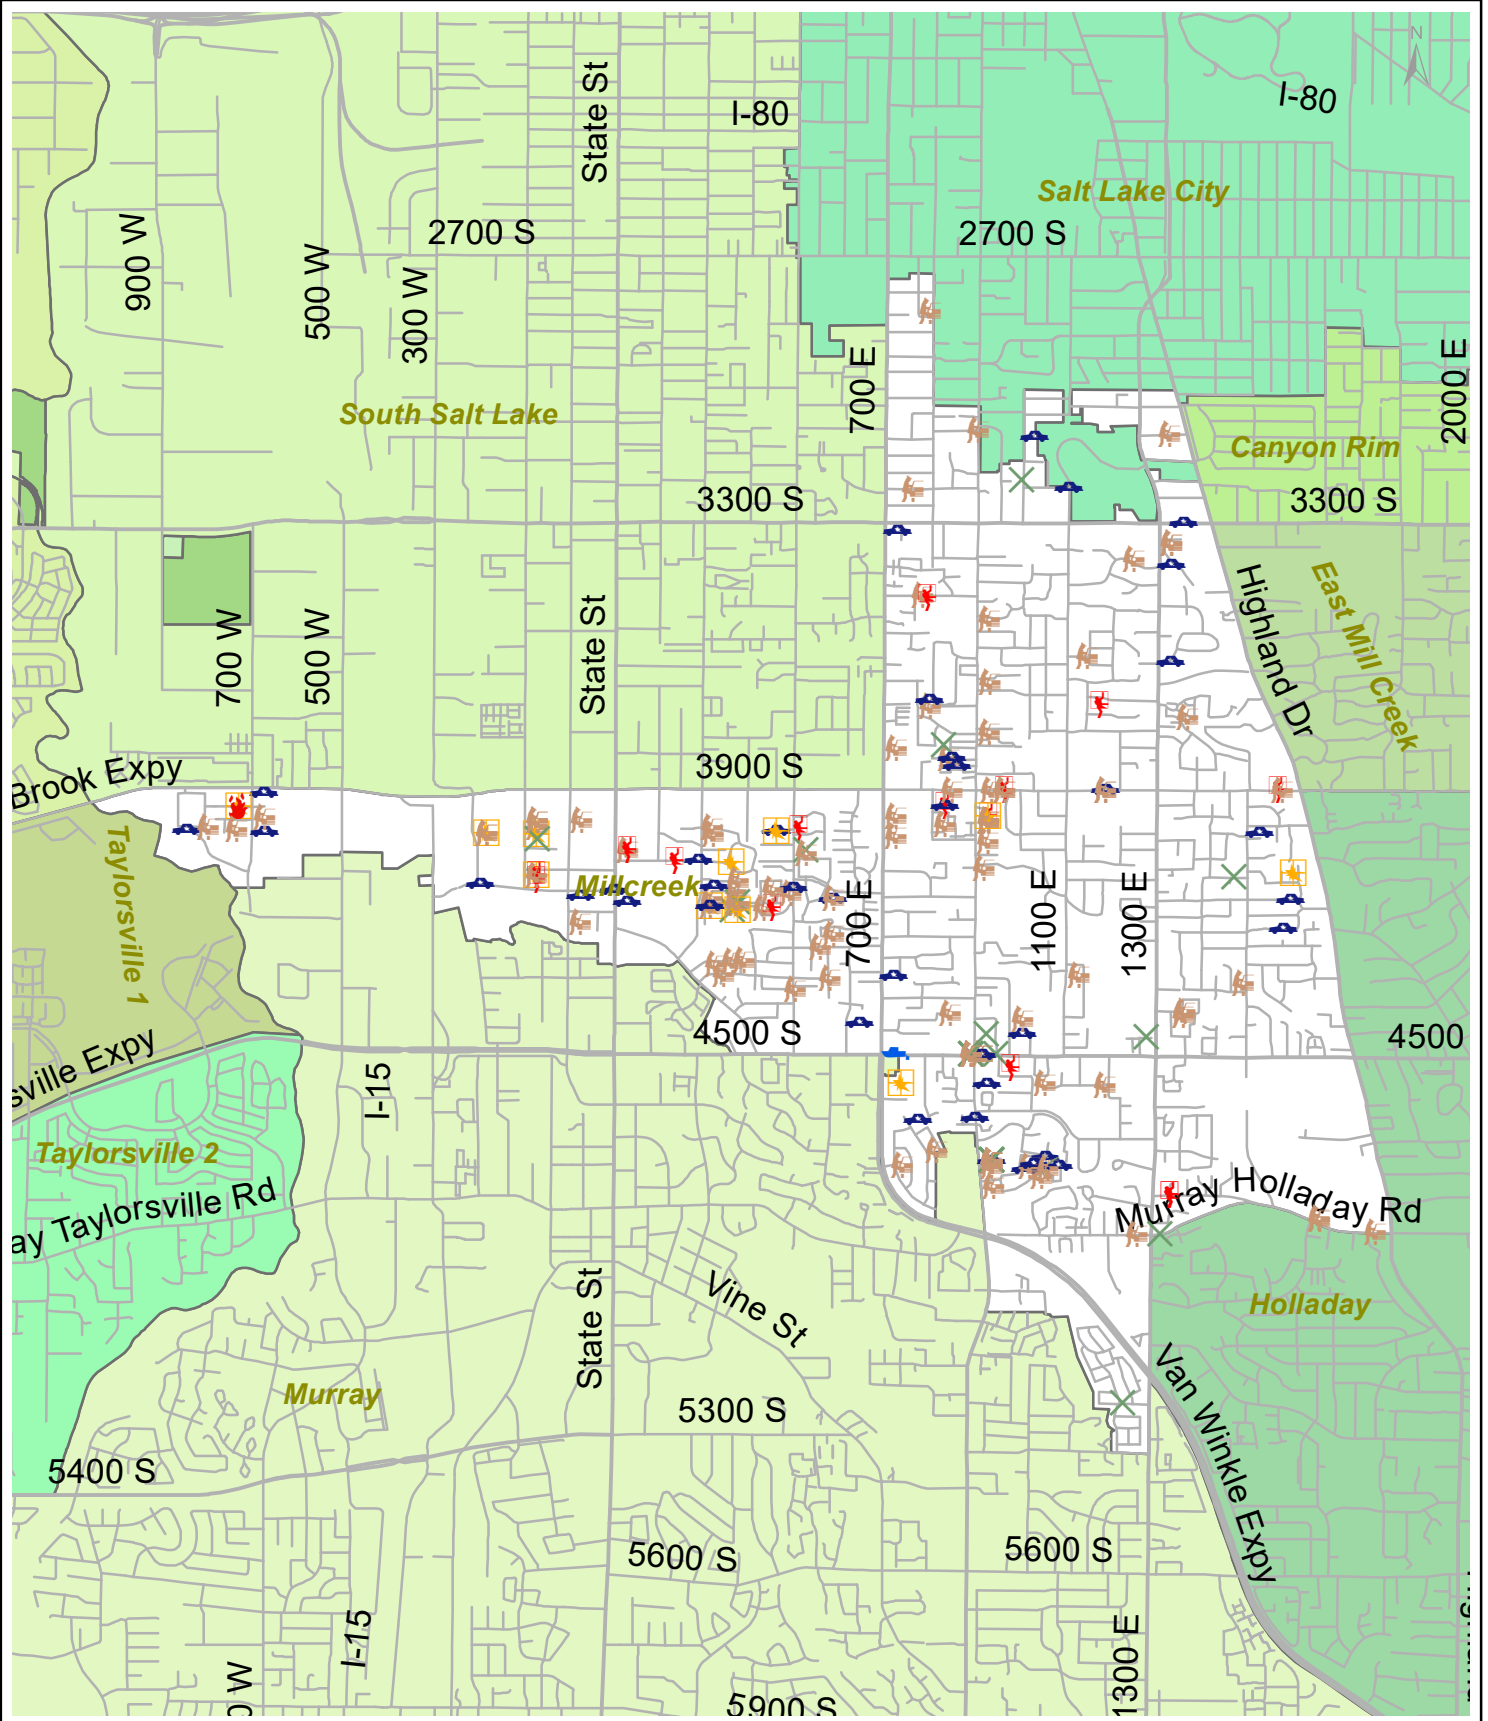 N
I-80
State St
I-80
Salt Lake City
900 W
2700 S
2700 S
500 W
300 W
700 E
2000 E
South Salt Lake
Canyon Rim
3300 S
3300 S
Highland Dr
East Mill Creek
700 W
500 W
State St
3900 S
Brook Expy
Taylorsville 1
Millcreek
700 E
1100 E
1300 E
4500 S
4500
sville Expy
I-15
Taylorsville 2
ay Taylorsville Rd
Murray Holladay Rd
State St
Vine St
Holladay
Murray
5300 S
Van Winkle Expy
5400 S
5600 S
5600 S
I-15
1300 E
0 W
5900 S